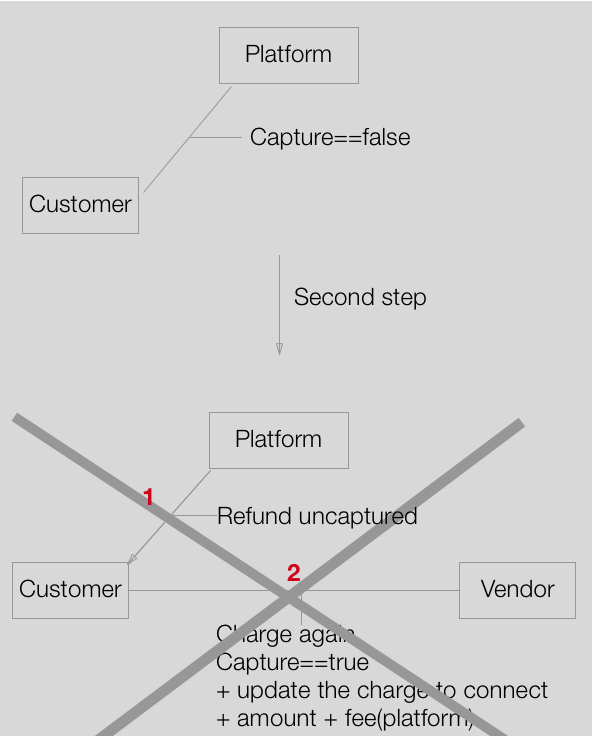 Platform
Capture==false
Customer
Second step
Platform
1
Refund uncaptured
2
Customer
Vendor
Charge again
Capture==true
+ update the charge to connect
+ amount + fee(platform)